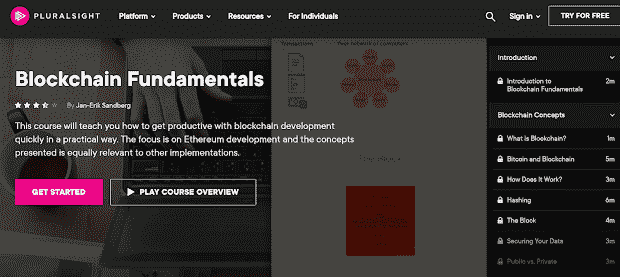 PLURALSIGHT
Platform
Products
Resources
For Individuals
Sign in
TRY FOR FREE
Blockchain Fundamentals
By Jan-Erik Sandberg
This course will teach you how to get productive with blockchain development
quickly in a practical way. The focus is on Ethereum development and the concepts
presented is equally relevant to other implementations.
GET STARTED
PLAY COURSE OVERVIEW
Transactions
Introduction
Introduction to
Blockchain Fundamentals
2m
Blockchain Concepts
What is Blockchain?
1m
Bitcoin and Blockchain
5m
How Does It Work?
3m
Hashing
6m
The Block
4m
Securing Your Data
3m
Public vs. Private
3m